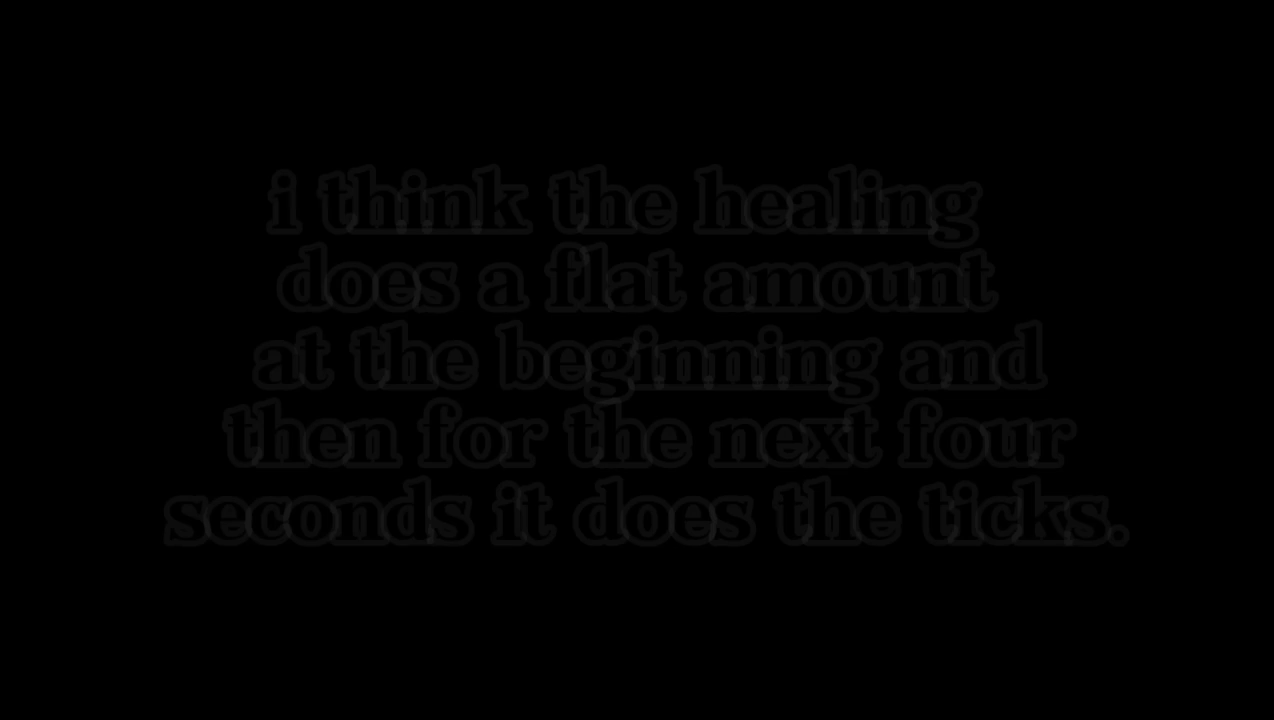 i think the healing
does a flat amount
at the beginning and
then for the next four
seconds it does the ticks.